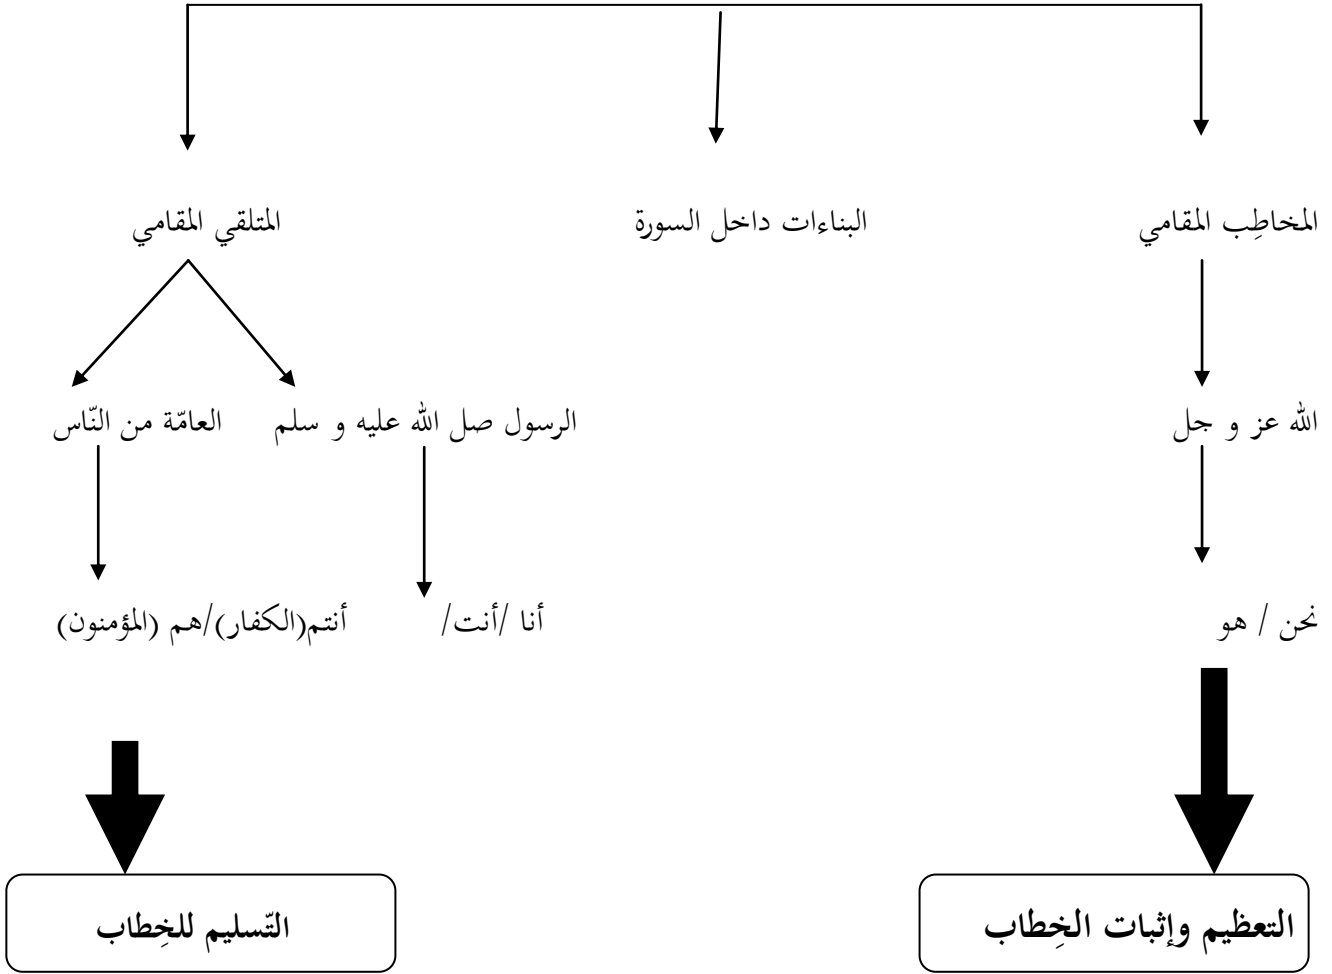 المخاطِب المقامي
البناءات داخل السورة
المتلقي المقامي
الله عز و جل
الرسول صل الله عليه و سلم
العامّة من النّاس
نحن / هو
أنا /أنت/
أنتم(الكفار)/هم (المؤمنون)
التعظيم وإثبات الخِطاب
التّسليم للخِطاب